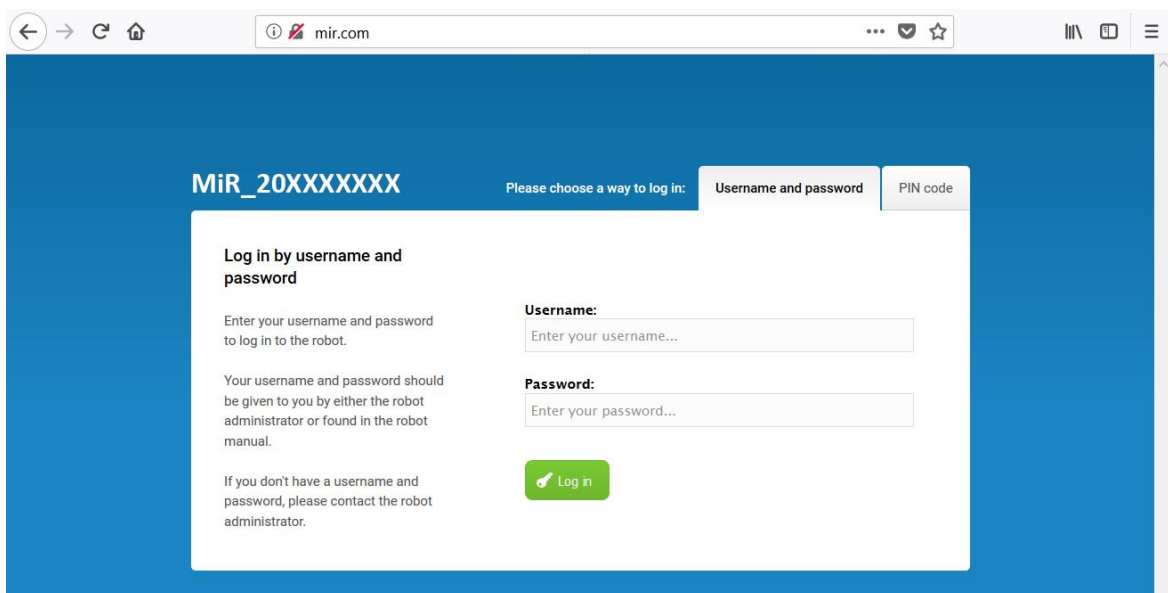 mir.com
MiR_20XXXXXXX
Please choose a way to log in:
Username and password
PIN code
Log in by username and
password
Enter your username and password
to log in to the robot.
Your username and password should
be given to you by either the robot
administrator or found in the robot
manual.
If you don't have a username and
password, please contact the robot
administrator.
Username:
Enter your username...
Password:
Enter your password...
Log in